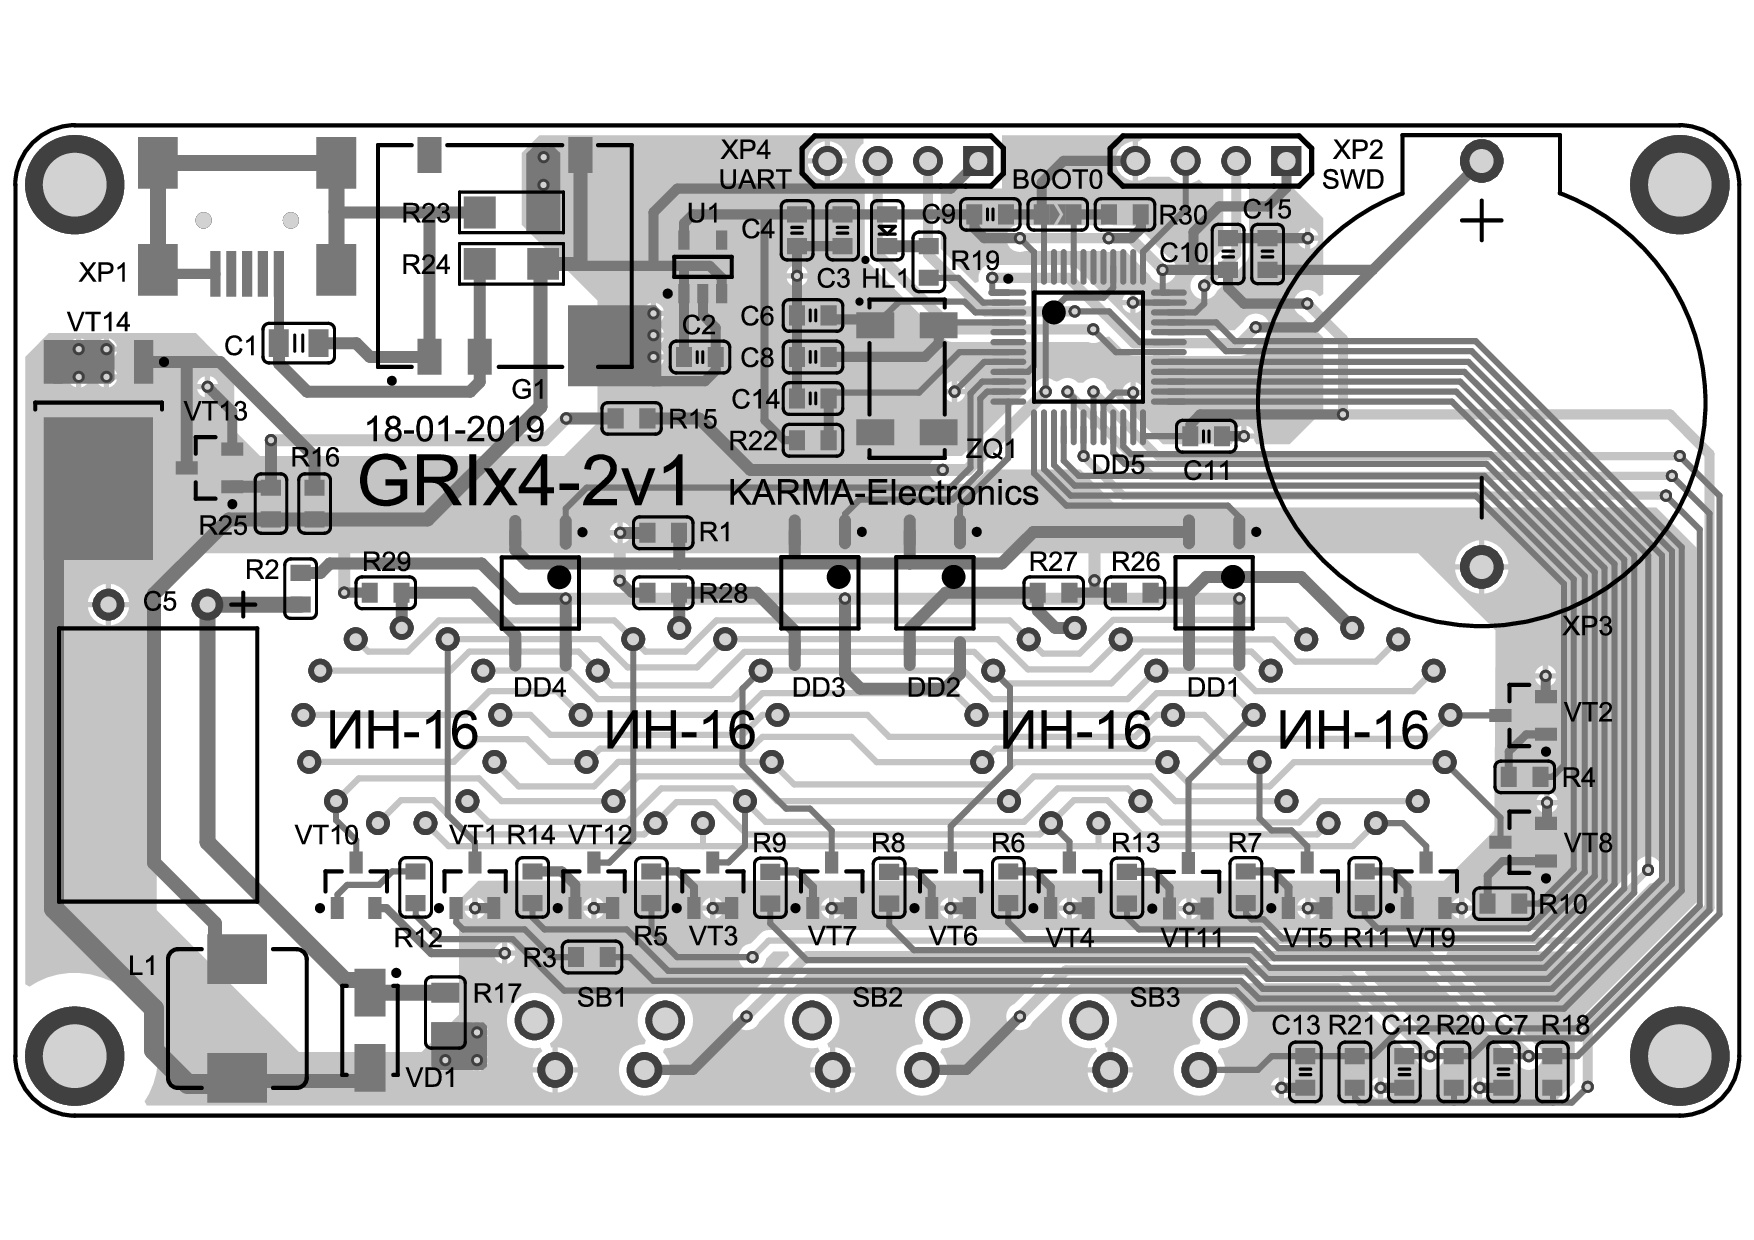 XP4
UART
BOOT0
XP2
SWD
R23
U1
C4
C9
R30
C15
XP1
R24
C3
HL1
R19
C10
VT14
C1
C2
C6
C8
G1
C14
VT13
18-01-2019
R15
R22
ZQ1
DD5
C11
R16
GRIx4-2v1
KARMA-Electronics
R25
R1
R2
R29
R28
R27
R26
C5
XP3
DD4
DD3
DD2
DD1
ИН-16
ИН-16
ИН-16
ИН-16
VT2
R4
VT10
VT1
R14
VT12
R9
R8
R6
R13
R7
VT8
R10
R12
R5
VT3
VT7
VT6
VT4
VT11
VT5
R11
VT9
L1
R3
R17
SB1
SB2
SB3
C13
R21
C12
R20
C7
R18
VD1